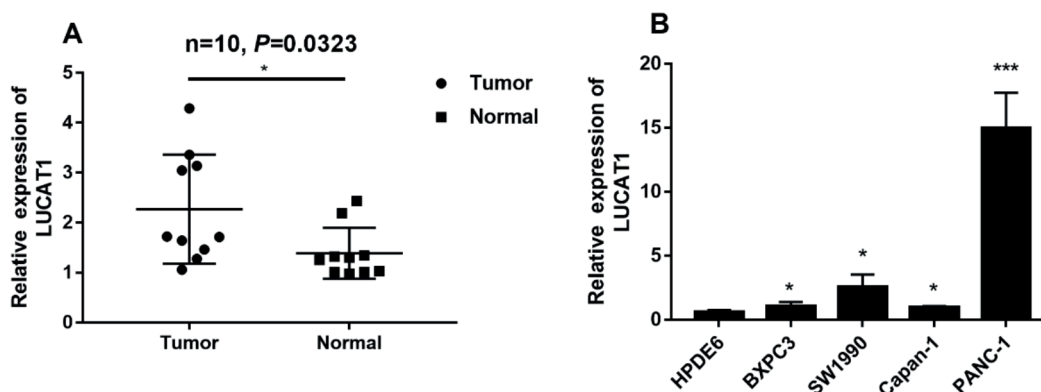 A
n=10, P=0.0323
*
Tumor
Normal
Relative expression of
LUCAT1
5
4
3
2
1
0
Tumor
Normal
B
Relative expression of
LUCAT1
20
15
10
5
0
*
*
*
***
HPDE6
BXPC3
SW1990
Capan-1
PANC-1